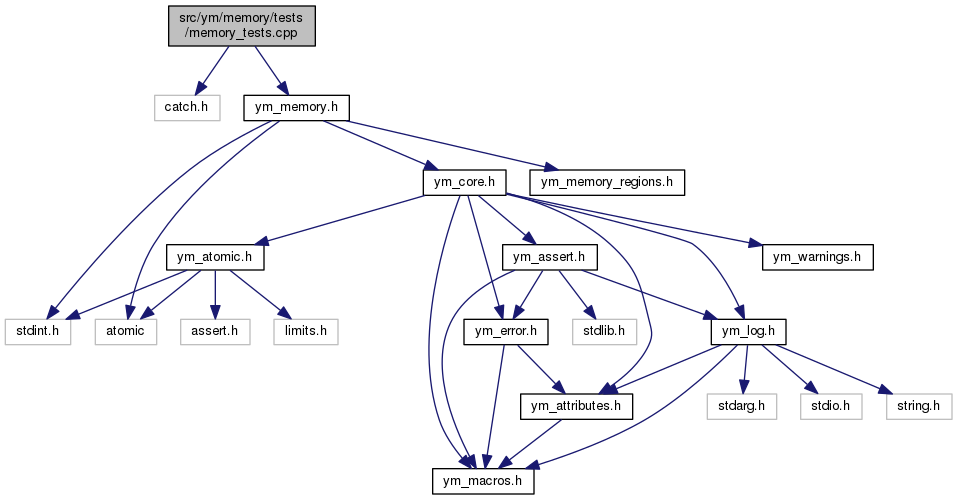 src/ym/memory/tests
/memory_tests.cpp
catch.h
ym_memory.h
ym_core.h
ym_memory_regions.h
ym_atomic.h
ym_assert.h
ym_warnings.h
stdint.h
atomic
assert.h
limits.h
ym_error.h
stdlib.h
ym_log.h
ym_attributes.h
stdarg.h
stdio.h
string.h
ym_macros.h